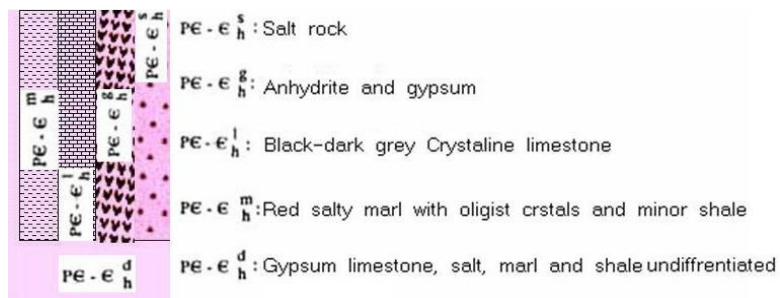 PЄ - Є s h
PЄ - Є m h
PЄ - Є l h
PЄ - Є g h
PЄ - Є d h
PЄ - Є s h : Salt rock
PЄ - Є g h : Anhydrite and gypsum
PЄ - Є l h : Black-dark grey Crystaline limestone
PЄ - Є m h :Red salty marl with oligist crstals and minor shale
PЄ - Є d h : Gypsum limestone, salt, marl and shale undiffrentiated